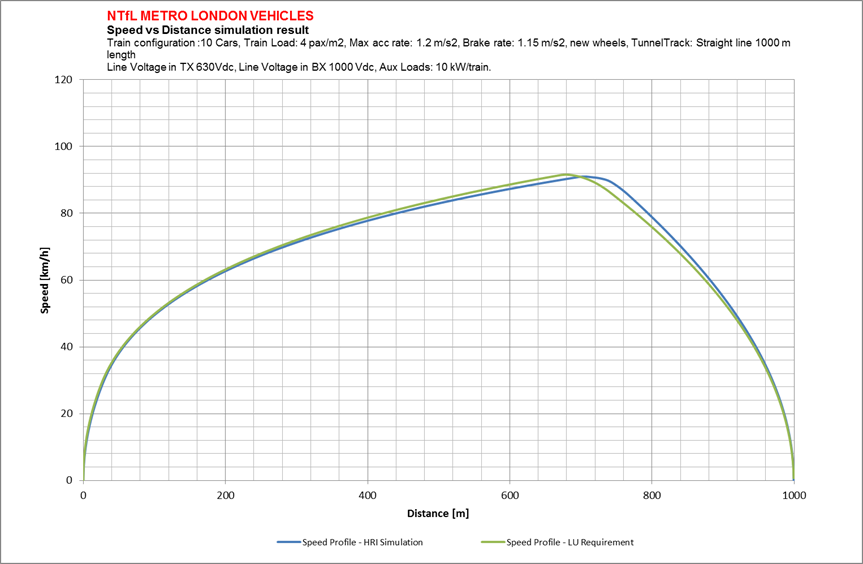 NTfL METRO LONDON VEHICLES
Speed vs Distance simulation result
Train configuration :10 Cars, Train Load: 4 pax/m2, Max acc rate: 1.2 m/s2, Brake rate: 1.15 m/s2, new wheels, TunnelTrack: Straight line 1000 m
length
Line Voltage in TX 630Vdc, Line Voltage in BX 1000 Vdc, Aux Loads: 10 kW/train.
120
100
80
60
40
20
0
Speed [km/h]
0 200 400 600 800 1000
Distance [m]
Speed Profile - HRI Simulation Speed Profile - LU Requirement